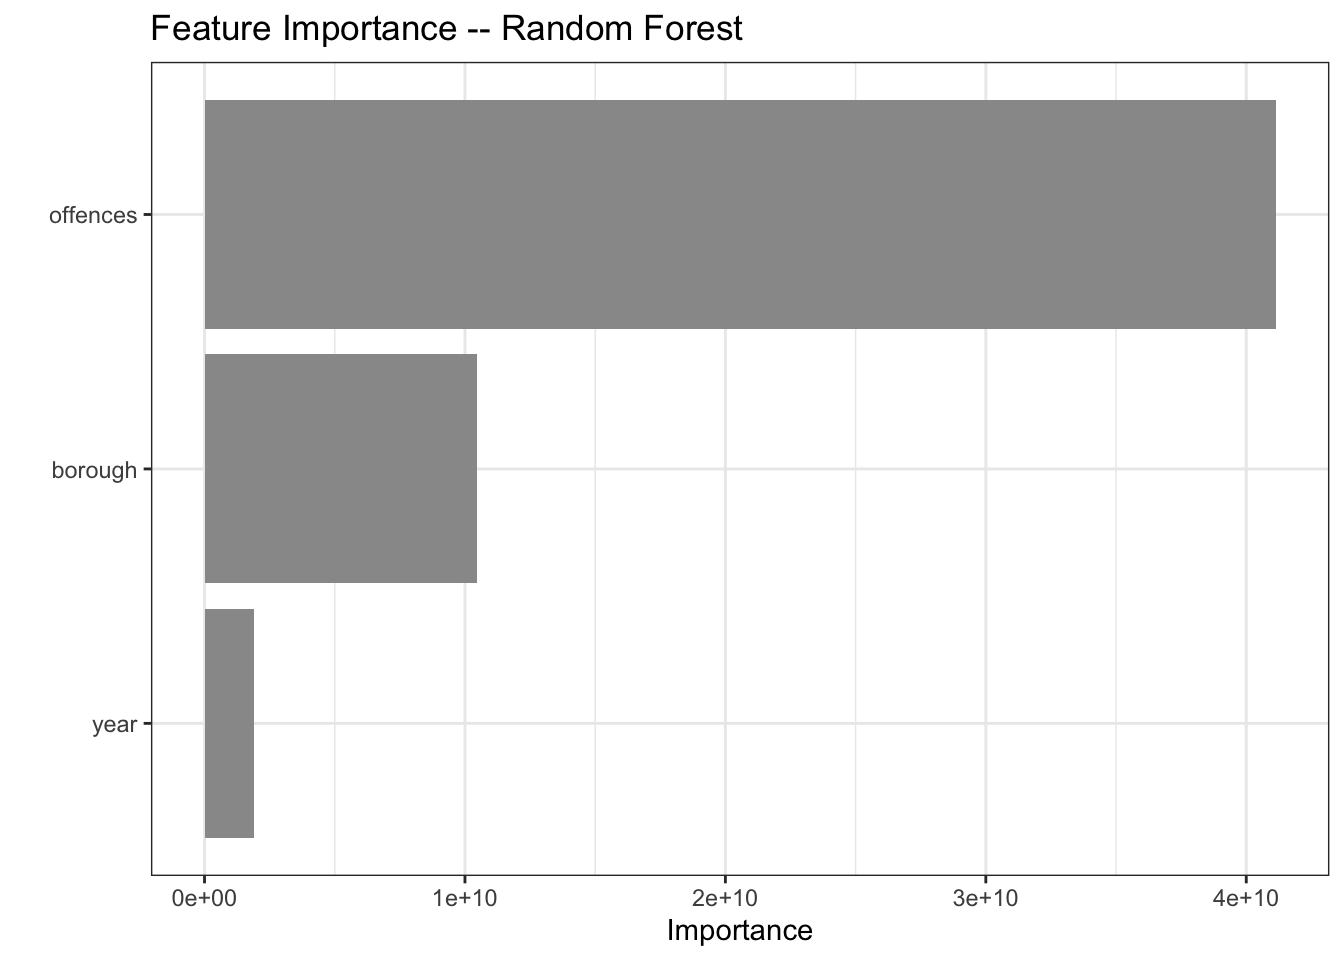 Feature Importance -- Random Forest
offences
borough
year
0e+00 1e+10 2e+10 3e+10 4e+10
Importance